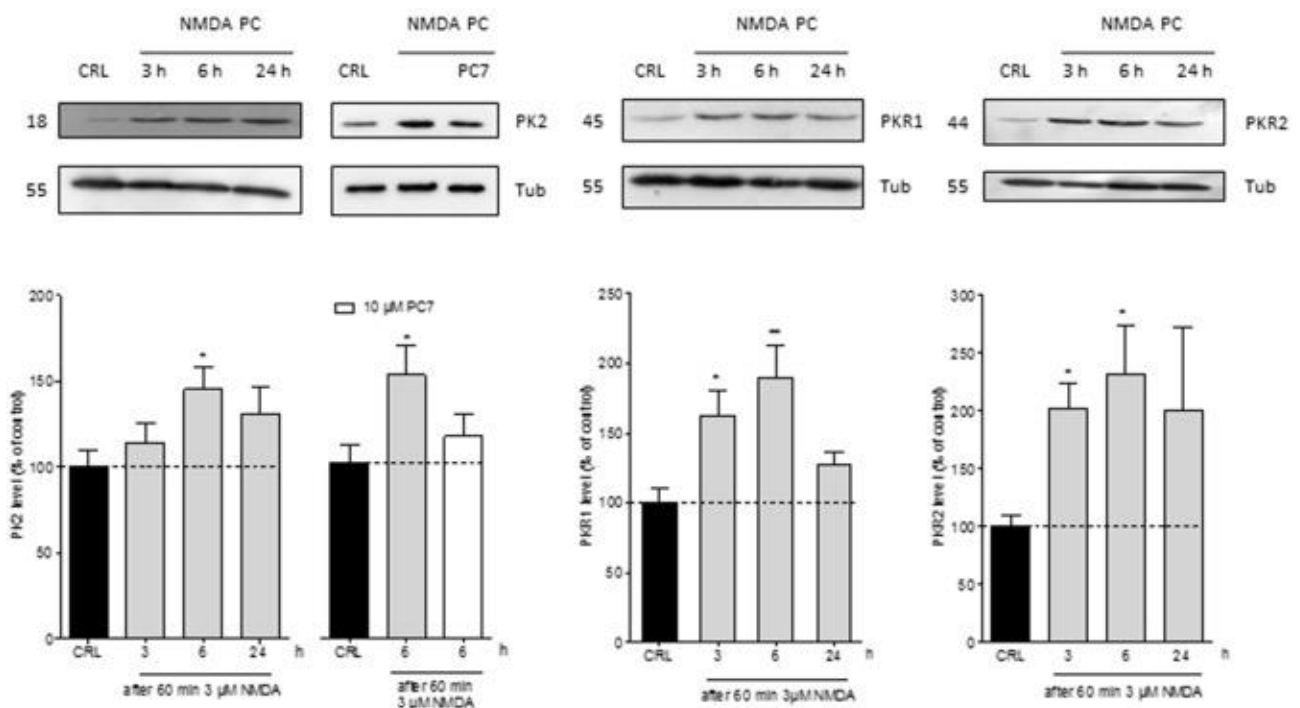 NMDA PC
CRL 3 h 6 h 24 h
18
55
NMDA PC
CRL PC7
PK2
Tub
NMDA PC
CRL 3 h 6 h 24 h
45 PKR1
55 Tub
NMDA PC
CRL 3 h 6 h 24 h
44 PKR2
55 Tub
PK2 level (% of control)
200
150
100
50
0
*
CRL 3 6 24 h
after 60 min 3 µM NMDA
10 µM PC7
*
CRL 6 6 h
after 60 min
3 µM NMDA
PKR1 level (% of control)
250
200
150
100
50
0
*
**
CRL 3 6 24 h
after 60 min 3µM NMDA
PKR2 level (% of control)
300
250
200
150
100
50
0
*
*
CRL 3 6 24 h
after 60 min 3 µM NMDA